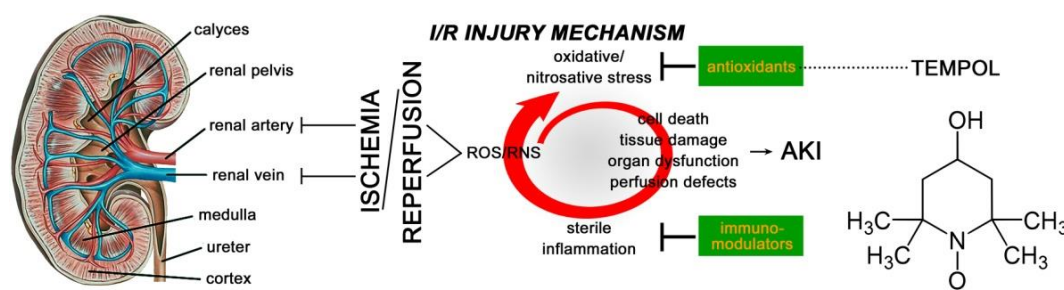 calyces
renal pelvis
renal artery
renal vein
medulla
ureter
cortex
ISCHEMIA
REPERFUSION
I/R INJURY MECHANISM
oxidative/
nitrosative stress
ROS/RNS
cell death
tissue damage
organ dysfunction
perfusion defects
sterile
inflammation
antioxidants
immuno-
modulators
AKI
TEMPOL
OH
H₃C
H₃C
N
O
CH₃
CH₃